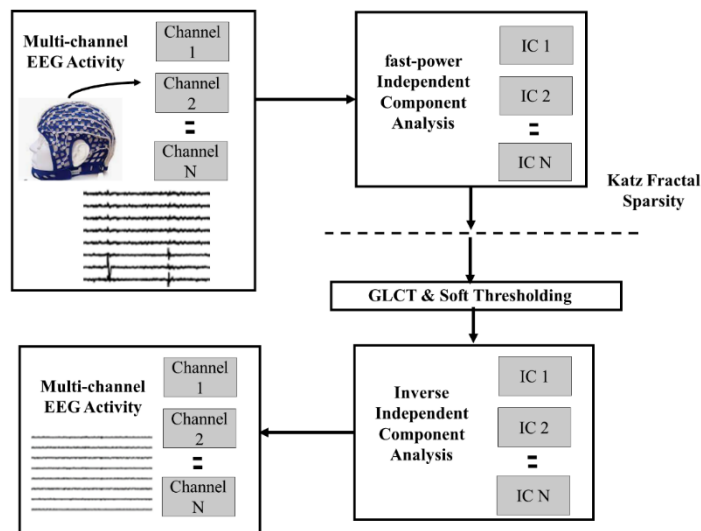 Multi-channel
EEG Activity
Channel
1
Channel
2
Channel
N
fast-power
Independent
Component
Analysis
IC 1
IC 2
IC N
Katz Fractal
Sparsity
GLCT & Soft Thresholding
Inverse
Independent
Component
Analysis
IC 1
IC 2
IC N
Multi-channel
EEG Activity
Channel
1
Channel
2
Channel
N